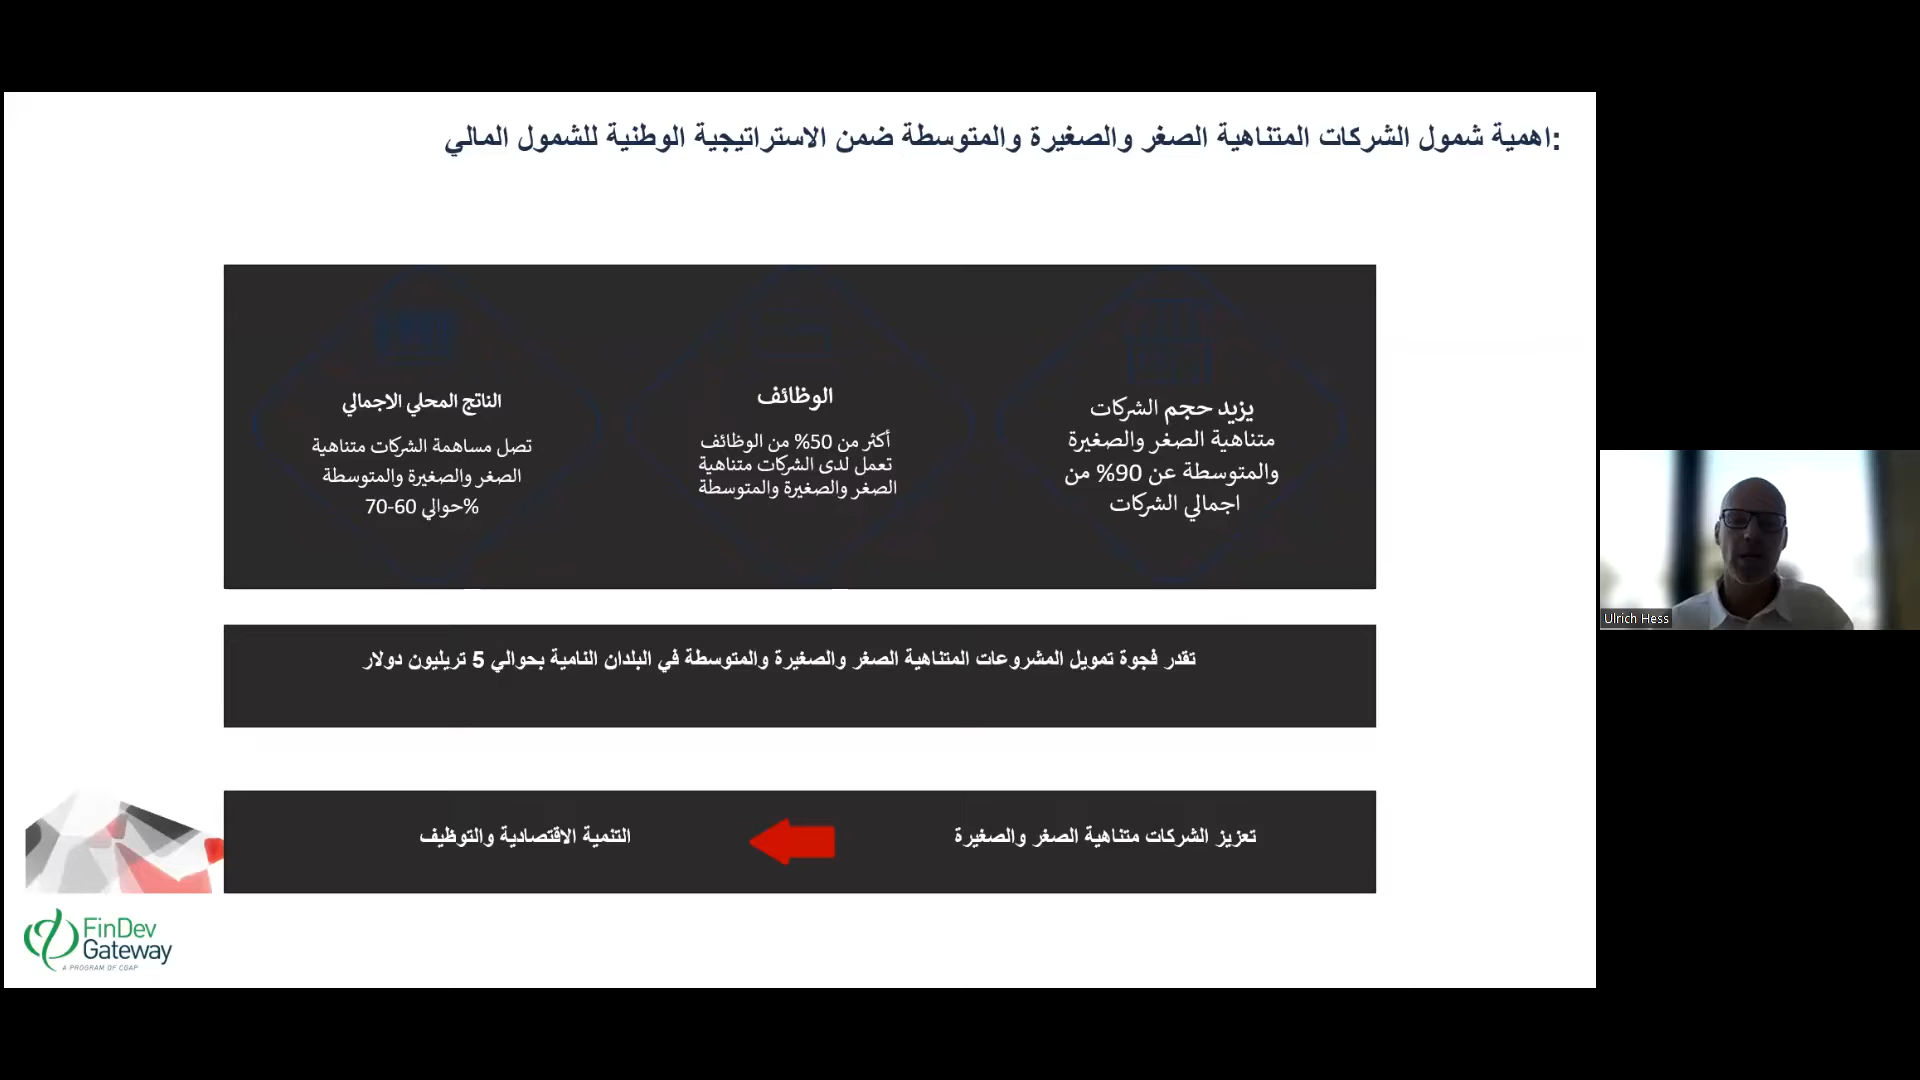 اهمية شمول الشركات المتناهية الصغر والصغيرة والمتوسطة ضمن الاستراتيجية الوطنية للشمول المالي:
يزيد حجم الشركات
متناهية الصغر والصغيرة
والمتوسطة عن 90% من
اجمالي الشركات
الوظائف
أكثر من 50% من الوظائف
تعمل لدى الشركات متناهية
الصغر والصغيرة والمتوسطة
الناتج المحلي الاجمالي
تصل مساهمة الشركات متناهية
الصغر والصغيرة والمتوسطة
حوالي 60-70%
تقدر فجوة تمويل المشروعات المتناهية الصغر والصغيرة والمتوسطة في البلدان النامية بحوالي 5 تريليون دولار
تعزيز الشركات متناهية الصغر والصغيرة
التنمية الاقتصادية والتوظيف
FinDev
Gateway
A PROGRAM OF CGAP
Ulrich Hess